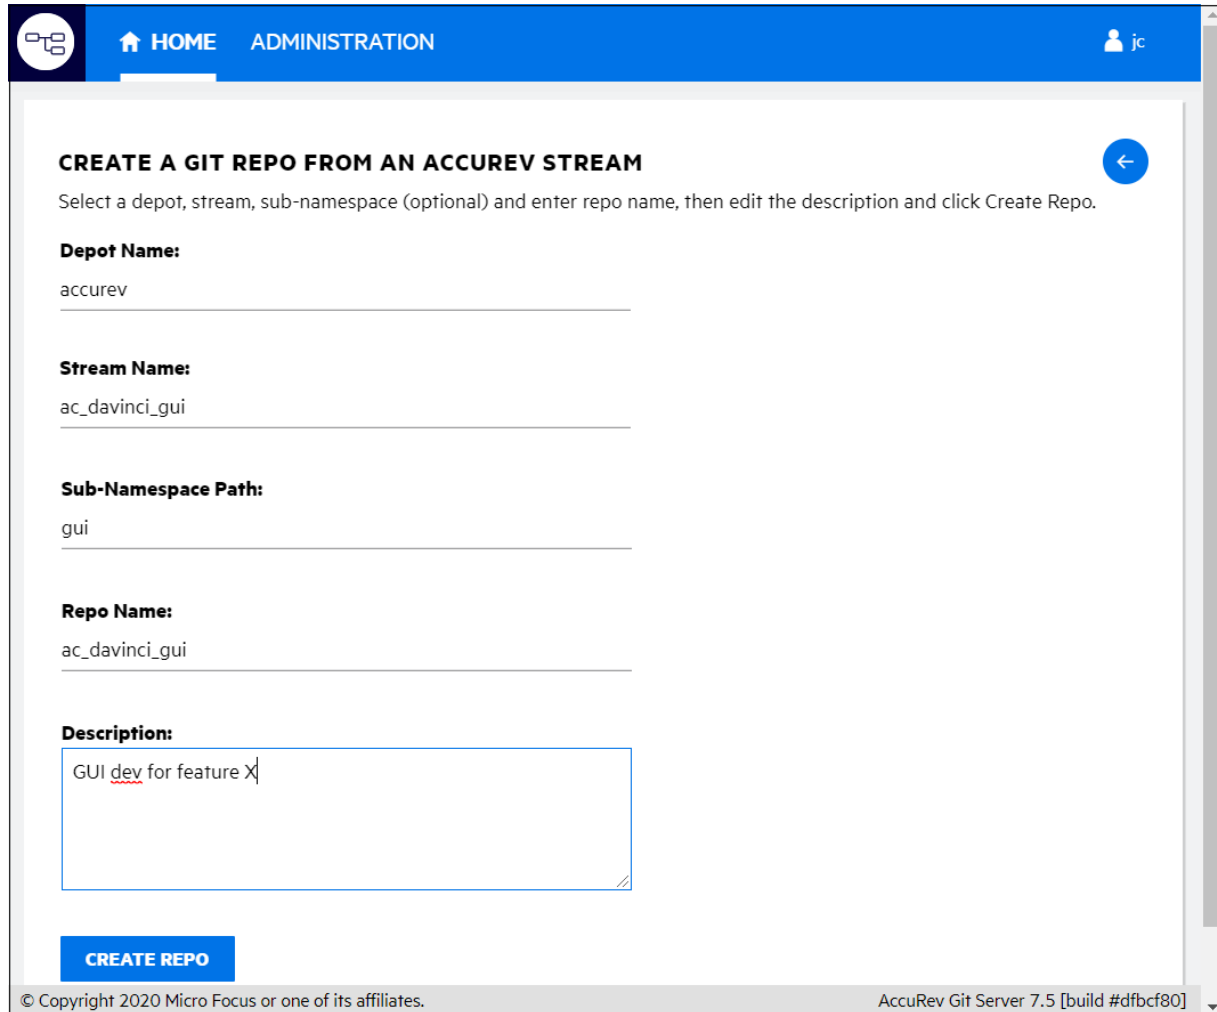 HOME ADMINISTRATION jc
CREATE A GIT REPO FROM AN ACCUREV STREAM
Select a depot, stream, sub-namespace (optional) and enter repo name, then edit the description and click Create Repo.
Depot Name:
accurev
Stream Name:
ac_davinci_gui
Sub-Namespace Path:
gui
Repo Name:
ac_davinci_gui
Description:
GUI dev for feature X
CREATE REPO
© Copyright 2020 Micro Focus or one of its affiliates. AccuRev Git Server 7.5 [build #dfbcf80]